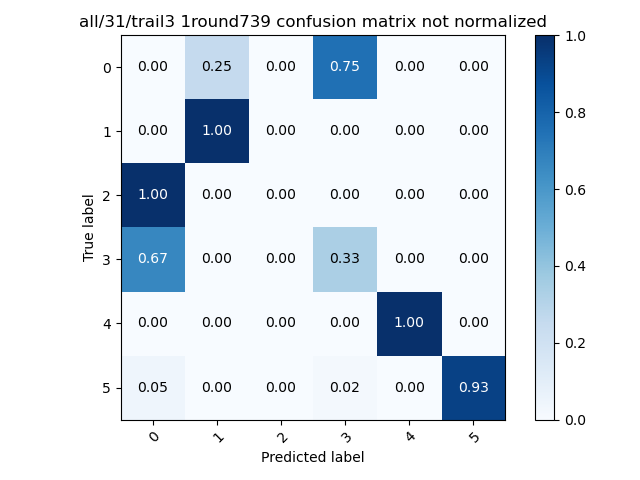 all/31/trail3 1round739 confusion matrix not normalized
0 0.00 0.25 0.00 0.75 0.00 0.00
1 0.00 1.00 0.00 0.00 0.00 0.00
2 1.00 0.00 0.00 0.00 0.00 0.00
3 0.67 0.00 0.00 0.33 0.00 0.00
4 0.00 0.00 0.00 0.00 1.00 0.00
5 0.05 0.00 0.00 0.02 0.00 0.93
0 1 2 3 4 5
True label
Predicted label
1.0
0.8
0.6
0.4
0.2
0.0